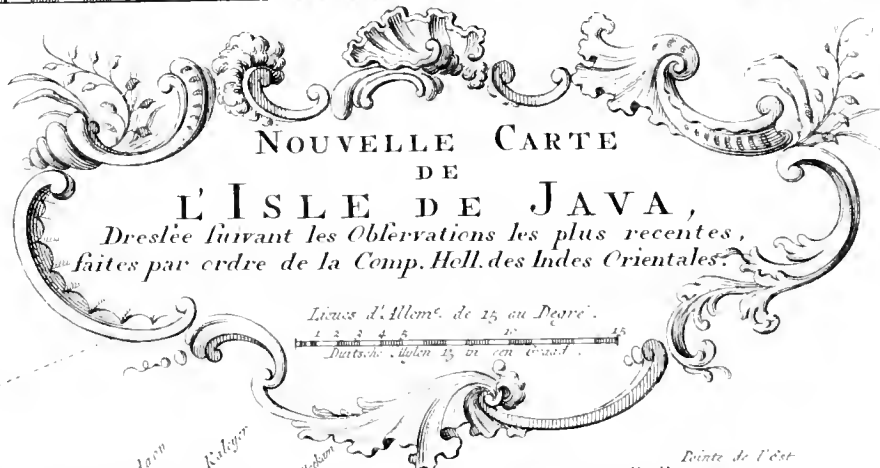 NOUVELLE CARTE
DE
L'ISLE DE JAVA,
Dresſée ſuivant les Obſervations les plus recentes,
faites par ordre de la Comp. Holl. des Indes Orientales.
Lieues d'Allemᵉ. de 15 au Degré.
1 2 3 4 5 10 15
Duitsche Mylen 15 in een Graad.
Kaleyer
Pointe de l'Est